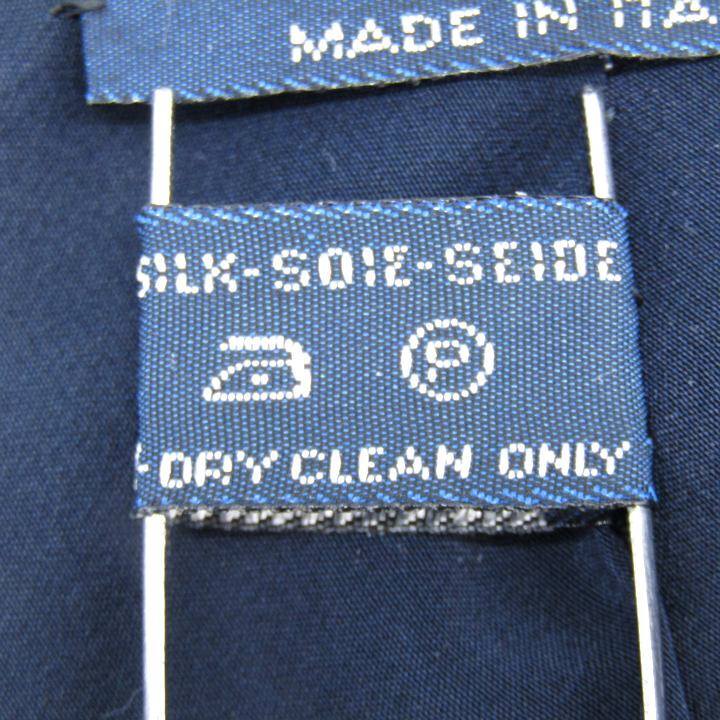 MADE IN
SILK-SOIE-SEIDE
P
DRY CLEAN ONLY